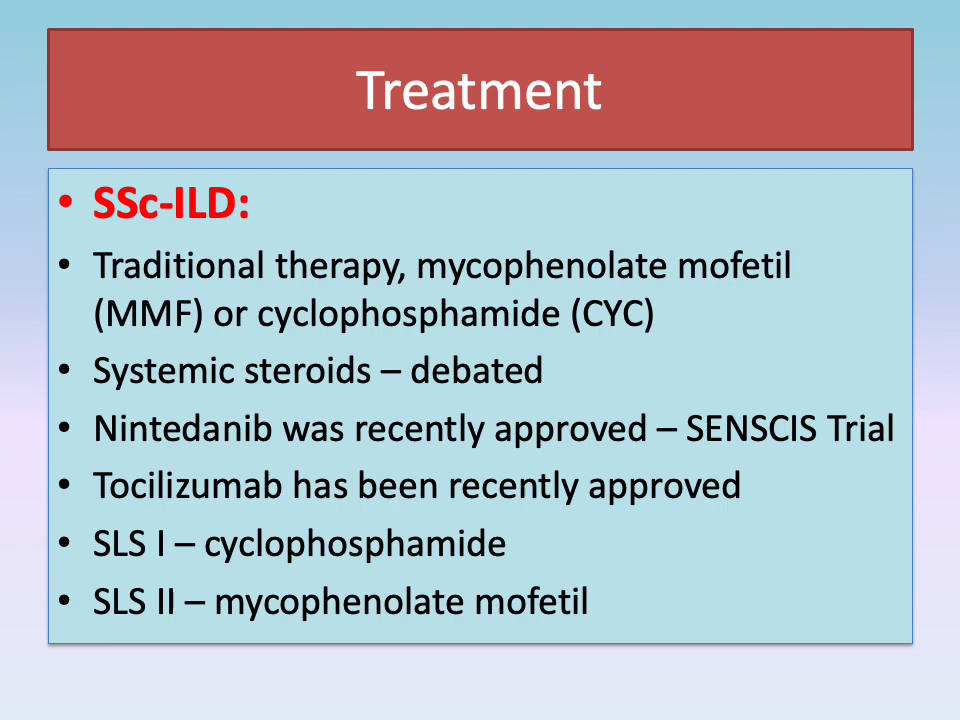 Treatment
• SSc-ILD:
• Traditional therapy, mycophenolate mofetil
(MMF) or cyclophosphamide (CYC)
• Systemic steroids – debated
• Nintedanib was recently approved – SENSCIS Trial
• Tocilizumab has been recently approved
• SLS I – cyclophosphamide
• SLS II – mycophenolate mofetil